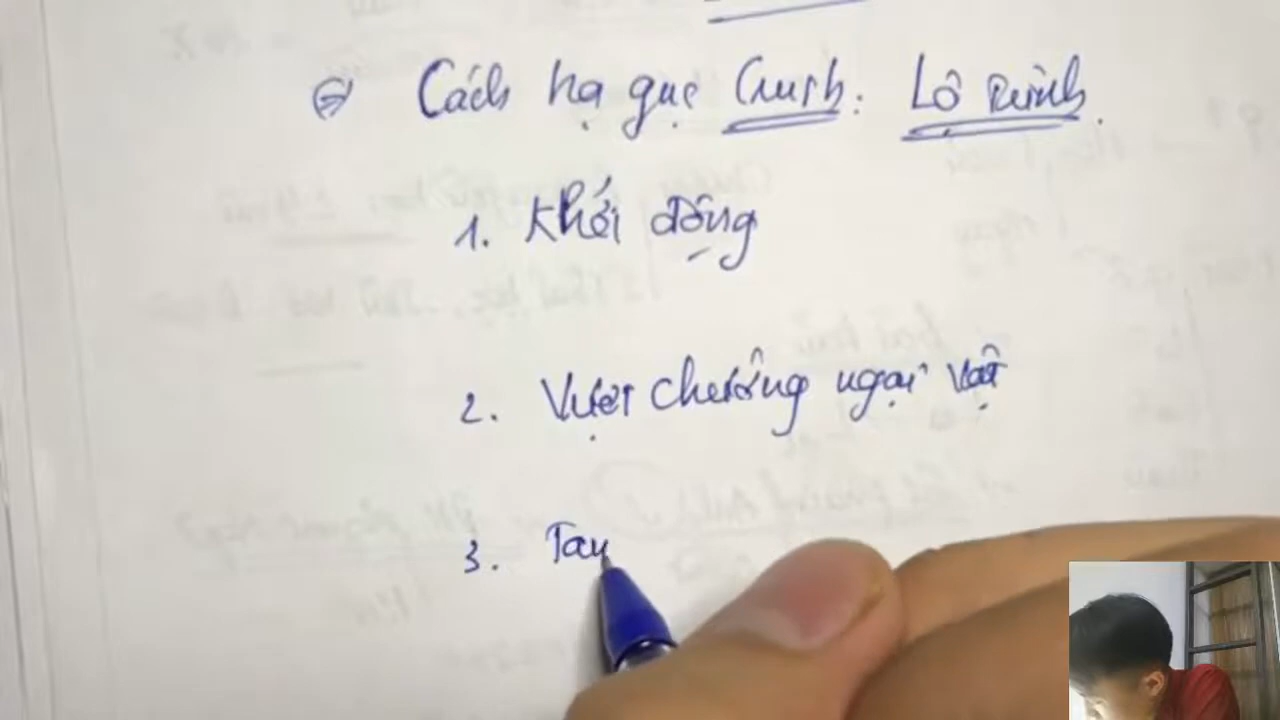 Cách hạ gục Crush: Lộ trình.
1. Khởi động
2. Vượt chướng ngại vật
3. Tay